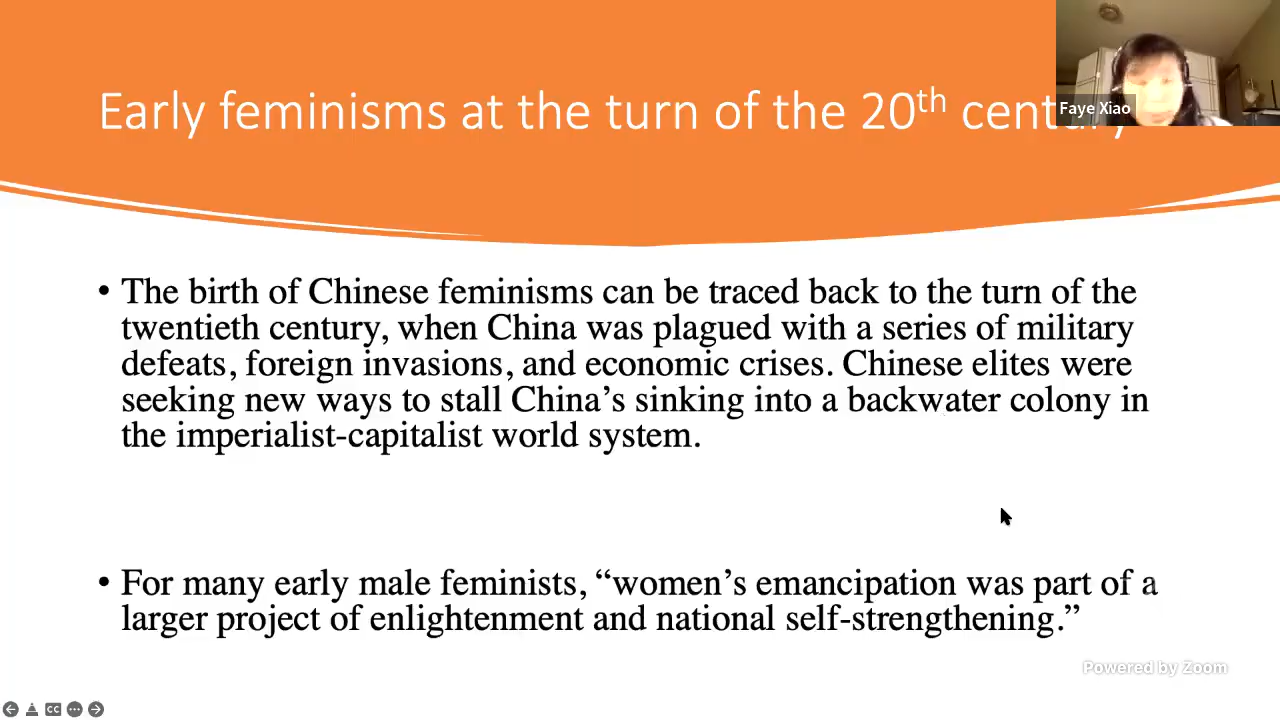 Early feminisms at the turn of the 20th century
Faye Xiao
• The birth of Chinese feminisms can be traced back to the turn of the
twentieth century, when China was plagued with a series of military
defeats, foreign invasions, and economic crises. Chinese elites were
seeking new ways to stall China’s sinking into a backwater colony in
the imperialist-capitalist world system.
• For many early male feminists, “women’s emancipation was part of a
larger project of enlightenment and national self-strengthening.”
Powered by Zoom
CC